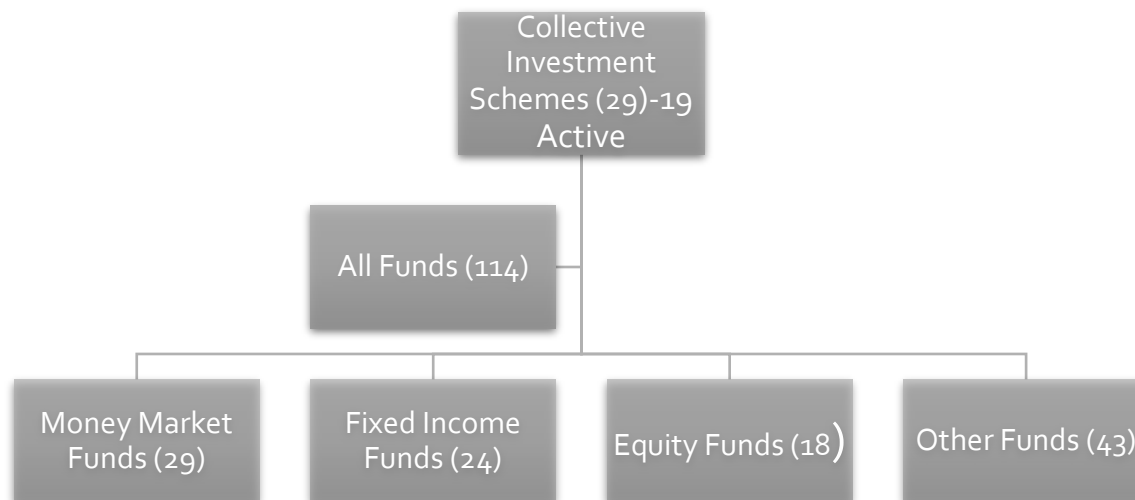 Collective
Investment
Schemes (29)-19
Active
All Funds (114)
Money Market
Funds (29)
Fixed Income
Funds (24)
Equity Funds (18)
Other Funds (43)